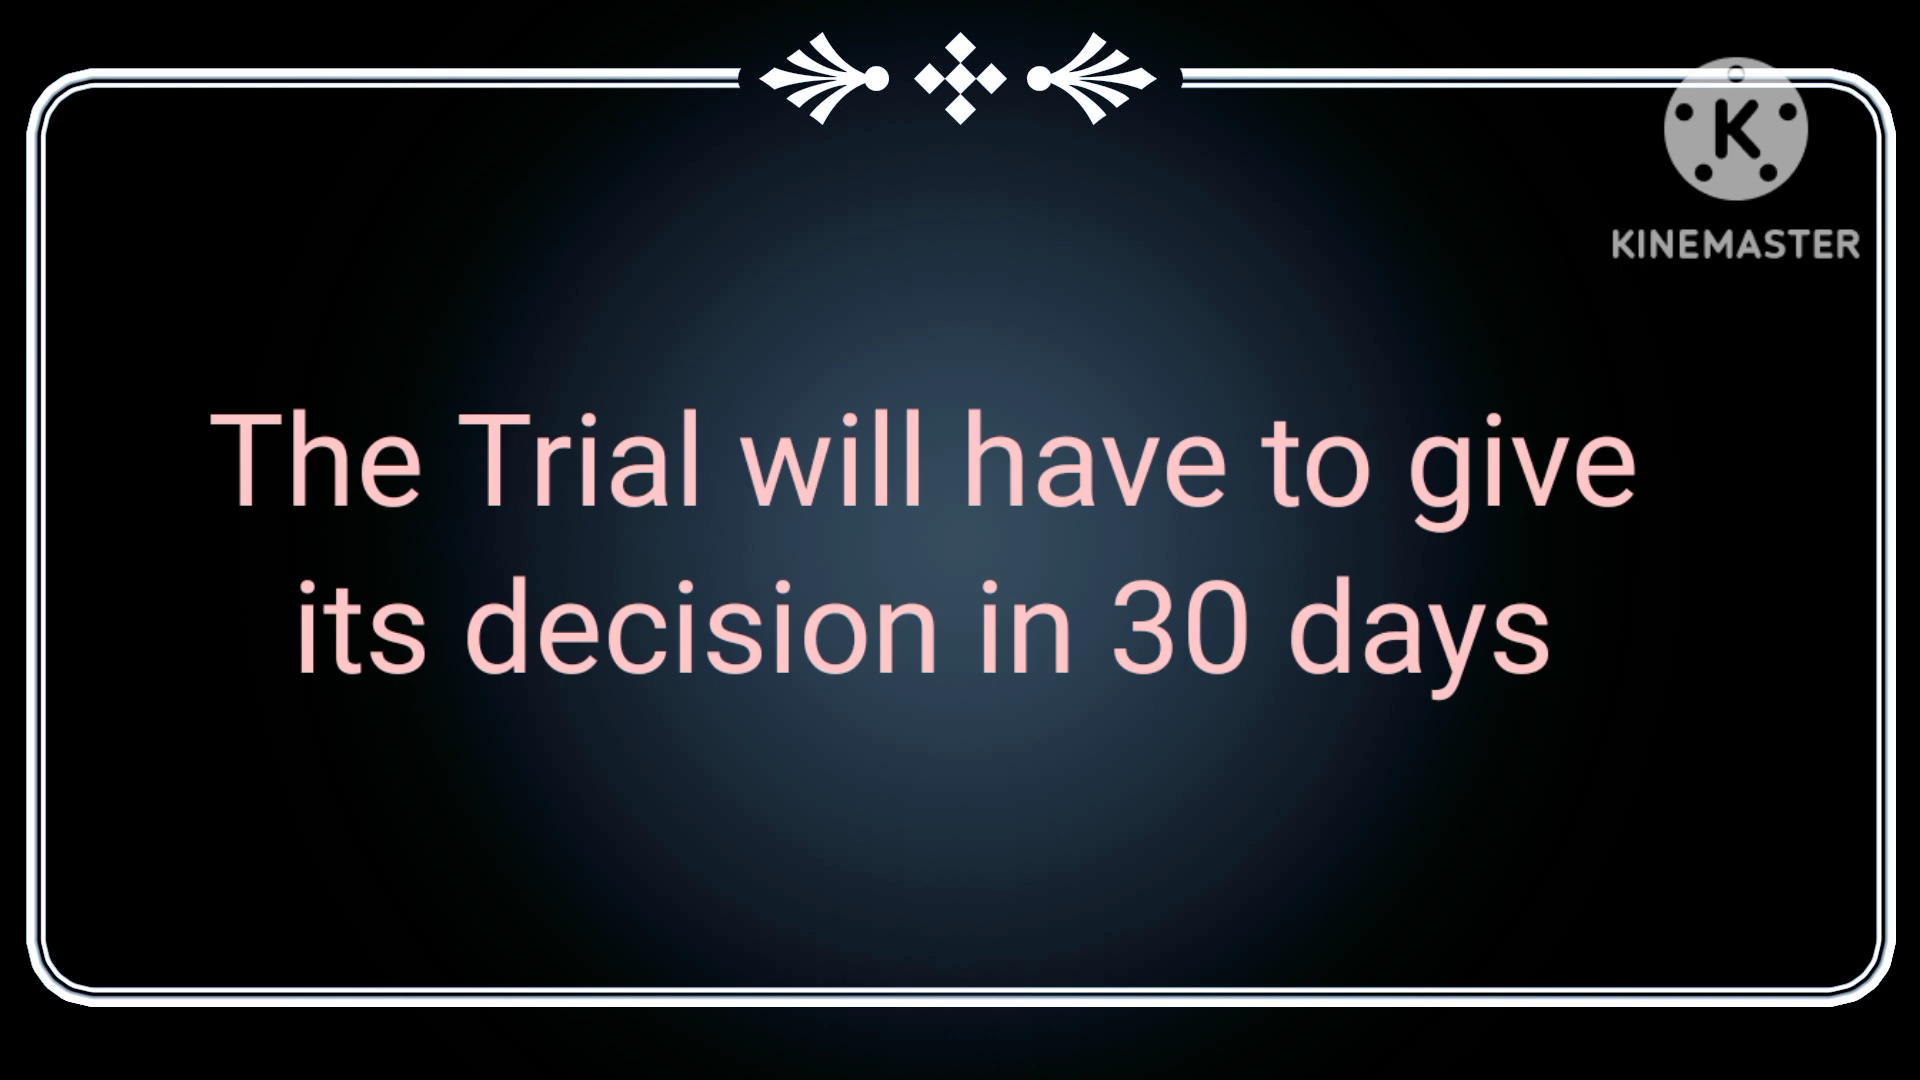 K
KINEMASTER
The Trial will have to give
its decision in 30 days